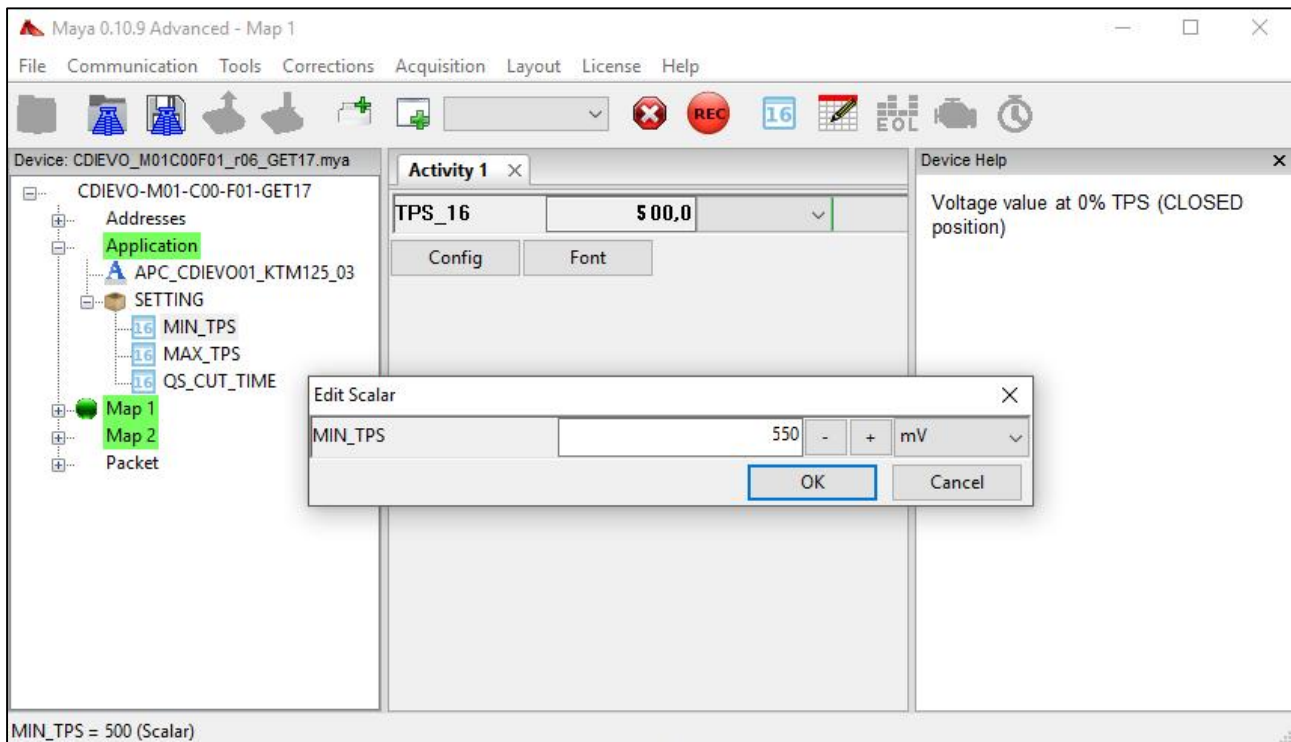 Maya 0.10.9 Advanced - Map 1
File Communication Tools Corrections Acquisition Layout License Help
REC 16 EOL
Device: CDIEVO_M01C00F01_r06_GET17.mya
CDIEVO-M01-C00-F01-GET17
Addresses
Application
A APC_CDIEVO01_KTM125_03
SETTING
16 MIN_TPS
16 MAX_TPS
16 QS_CUT_TIME
Map 1
Map 2
Packet
Activity 1
TPS_16 500,0
Config Font
Device Help
Voltage value at 0% TPS (CLOSED
position)
Edit Scalar
MIN_TPS 550 - + mV
OK Cancel
MIN_TPS = 500 (Scalar)